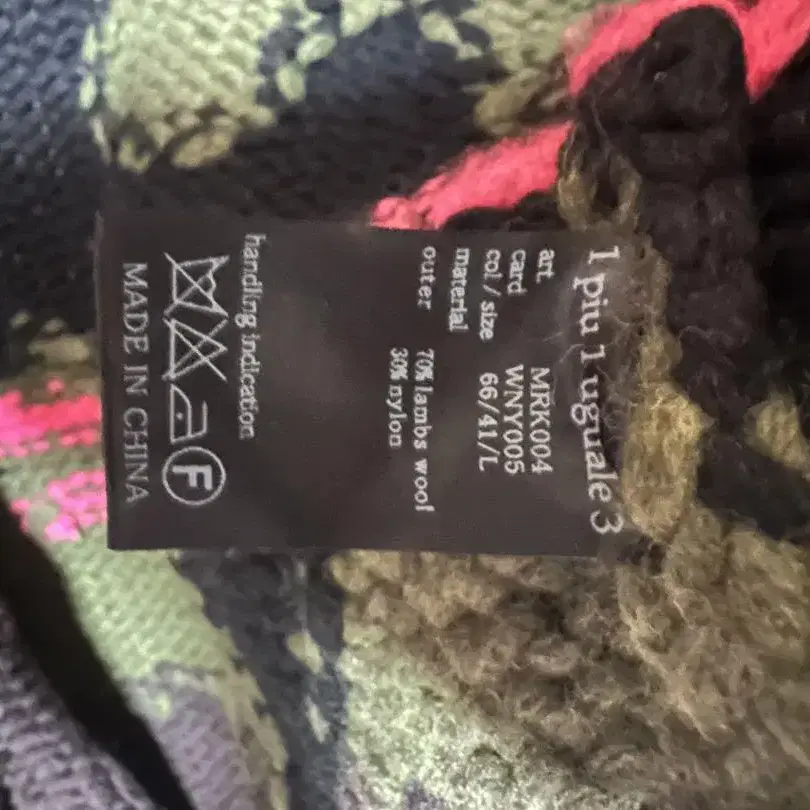 1 piu 1 uguale 3
art. MRK004
card WNY005
col/size 66/41/L
material
outer 70% lambs wool
30% nylon
handling indication
F
MADE IN CHINA